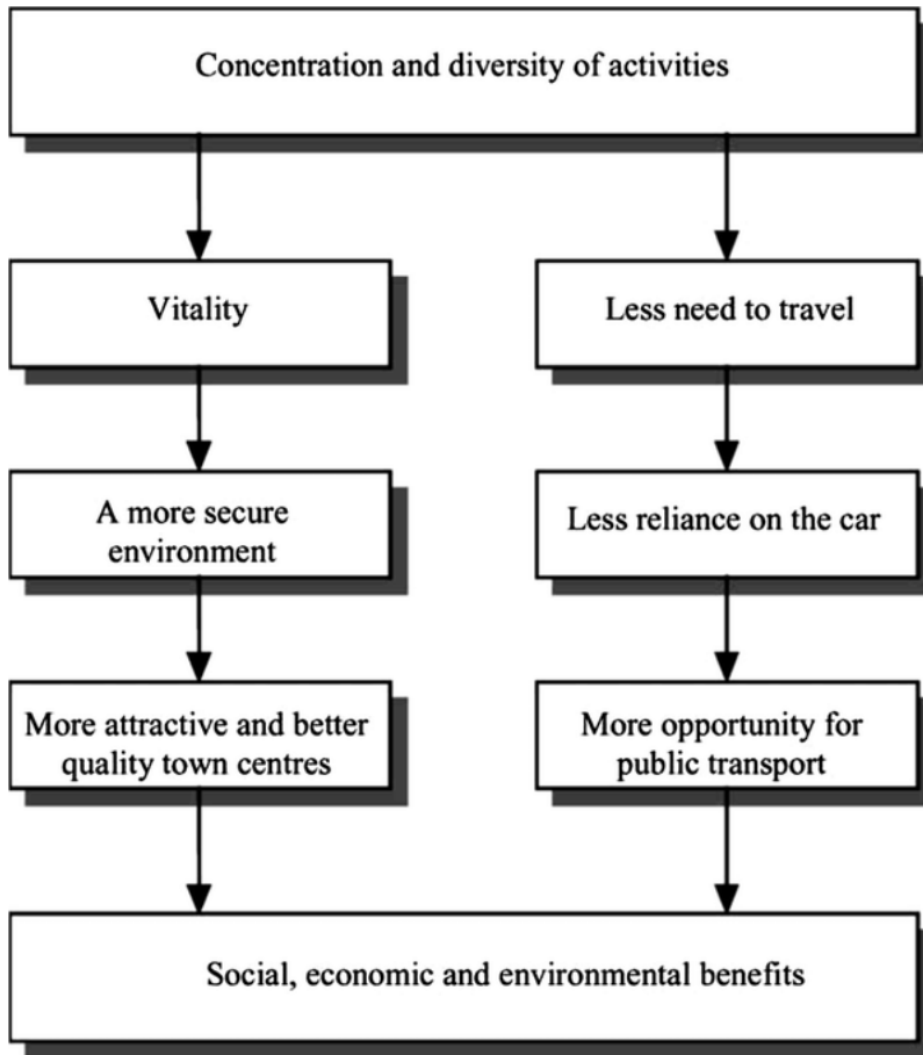 Concentration and diversity of activities
Vitality
Less need to travel
A more secure
environment
Less reliance on the car
More attractive and better
quality town centres
More opportunity for
public transport
Social, economic and environmental benefits